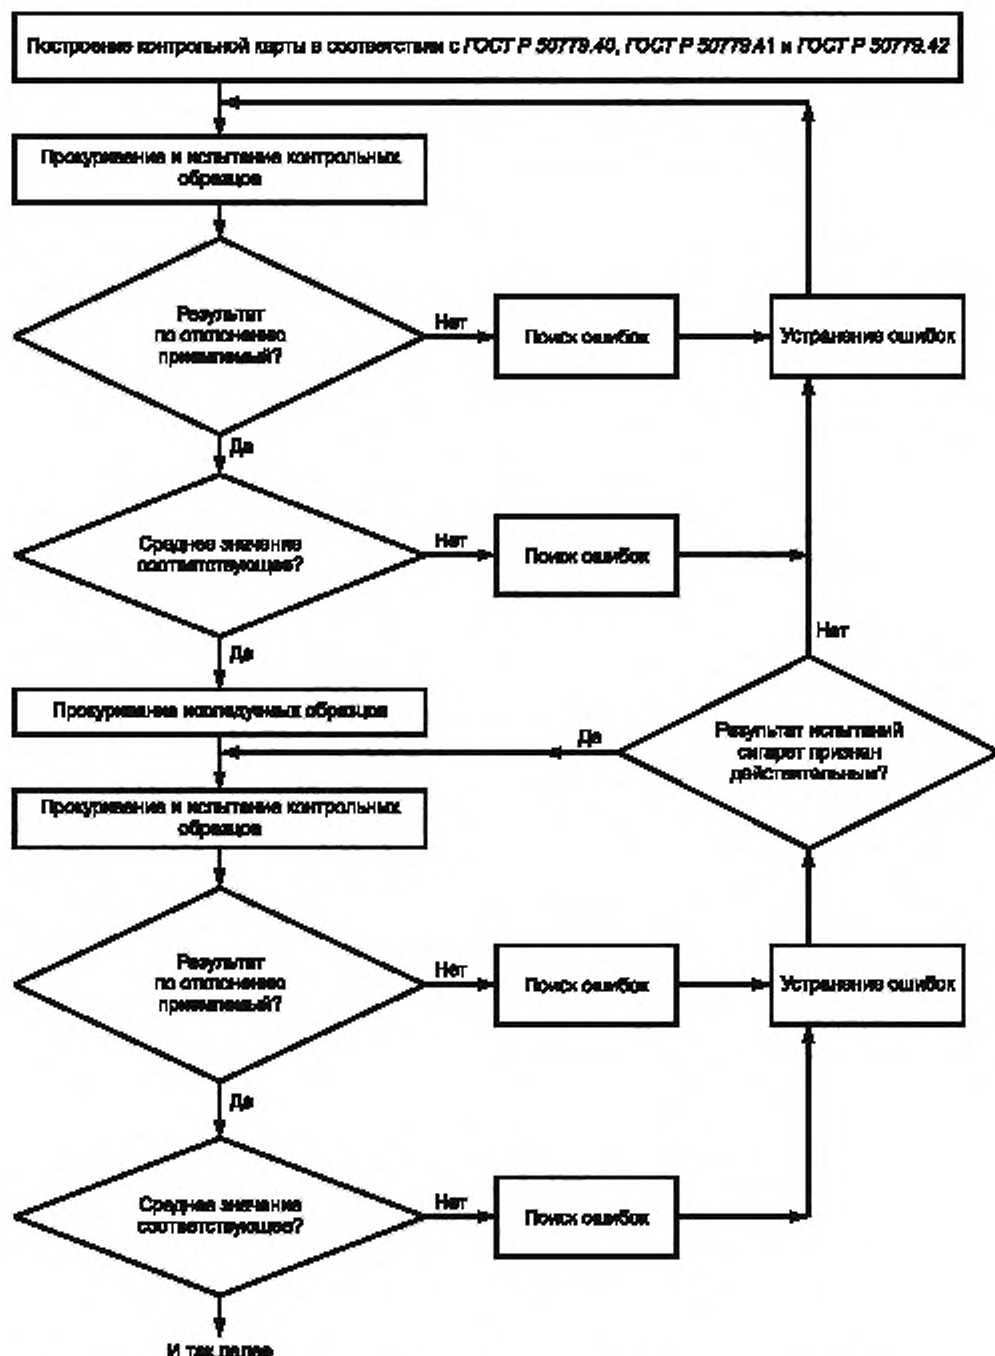 Построение контрольной карты в соответствии с ГОСТ Р 50779.40, ГОСТ Р 50779.41 и ГОСТ Р 50779.42
Прокуривание и испытание контрольных
образцов
Результат
по отклонению
приемлемый?
Нет
Поиск ошибок
Устранение ошибок
Да
Среднее значение
соответствующее?
Нет
Поиск ошибок
Да
Нет
Прокуривание исследуемых образцов
Да
Результат испытаний
сигарет признан
действительным?
Прокуривание и испытание контрольных
образцов
Результат
по отклонению
приемлемый?
Нет
Поиск ошибок
Устранение ошибок
Да
Среднее значение
соответствующее?
Нет
Поиск ошибок
И так далее